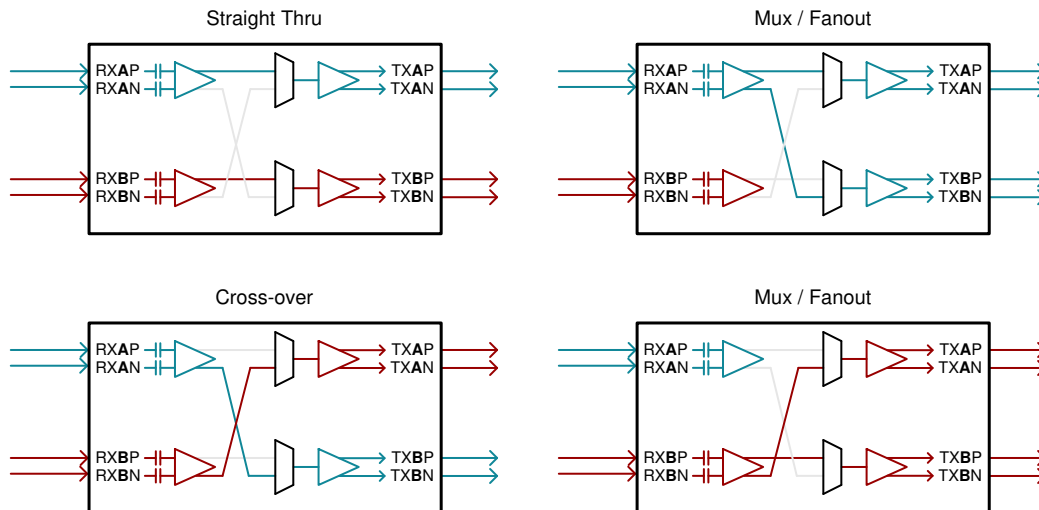 Straight Thru
RXAP
RXAN
TXAP
TXAN
RXBP
RXBN
TXBP
TXBN
Mux / Fanout
RXAP
RXAN
TXAP
TXAN
RXBP
RXBN
TXBP
TXBN
Cross-over
RXAP
RXAN
TXAP
TXAN
RXBP
RXBN
TXBP
TXBN
Mux / Fanout
RXAP
RXAN
TXAP
TXAN
RXBP
RXBN
TXBP
TXBN